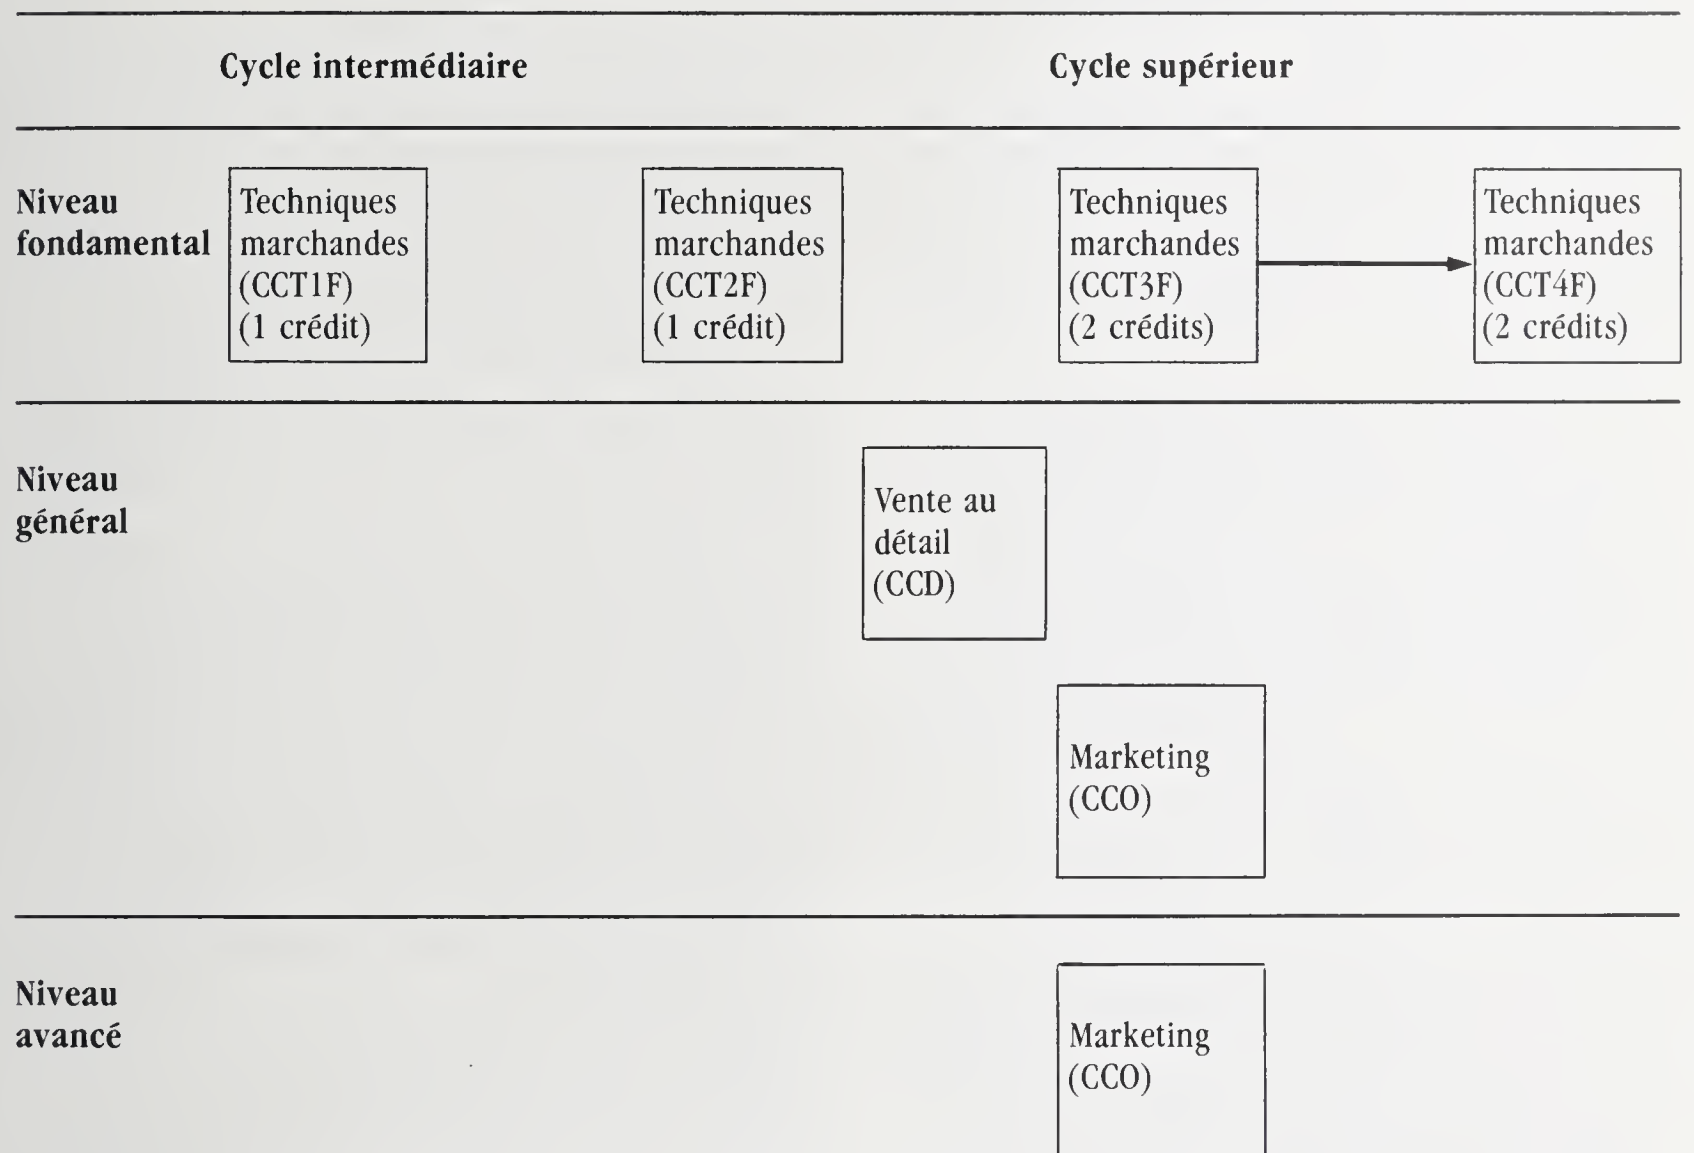 Cycle intermédiaire
Cycle supérieur
Niveau
fondamental
Techniques
marchandes
(CCT1F)
(1 crédit)
Techniques
marchandes
(CCT2F)
(1 crédit)
Techniques
marchandes
(CCT3F)
(2 crédits)
Techniques
marchandes
(CCT4F)
(2 crédits)
Niveau
général
Vente au
détail
(CCD)
Marketing
(CCO)
Niveau
avancé
Marketing
(CCO)